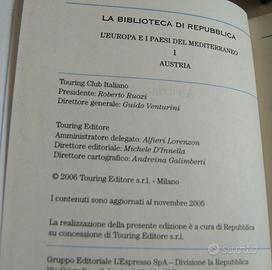 LA BIBLIOTECA DI REPUBBLICA
L'EUROPA E I PAESI DEL MEDITERRANEO
1
AUSTRIA
Touring Club Italiano
Presidente: Roberto Ruozi
Direttore generale: Guido Venturini
Touring Editore
Amministratore delegato: Alfieri Lorenzon
Direttore editoriale: Michele D'Innella
Direttore cartografico: Andreina Galimberti
© 2006 Touring Editore s.r.l. - Milano
I contenuti sono aggiornati al novembre 2005
La realizzazione della presente edizione è a cura di Repubblica
su concessione di Touring Editore s.r.l.
Gruppo Editoriale L'Espresso SpA – Divisione la Repubblica
subito